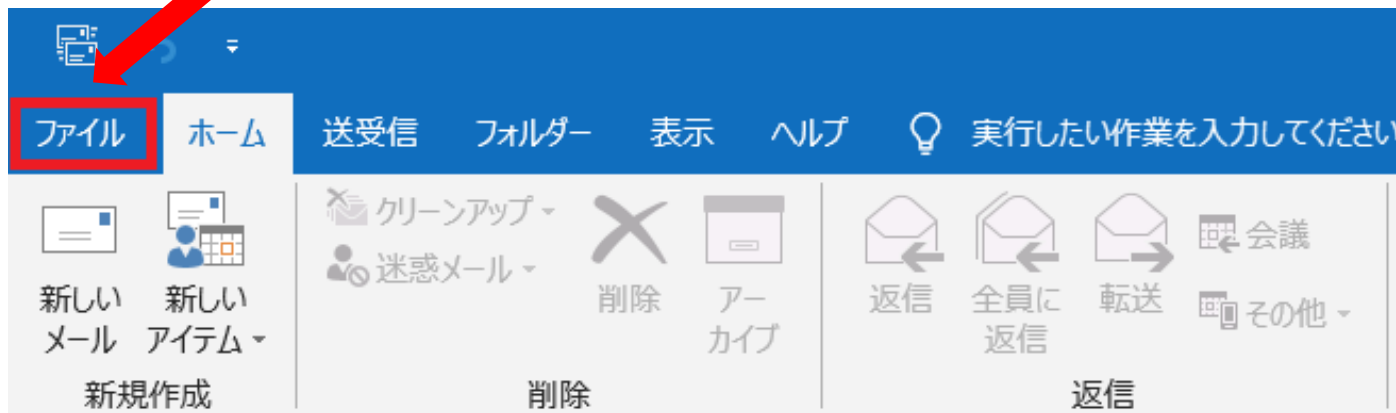 ファイル ホーム 送受信 フォルダー 表示 ヘルプ 実行したい作業を入力してください
新しい
メール
新しい
アイテム
新規作成
クリーンアップ
迷惑メール
削除
アー
カイブ
削除
返信
全員に
返信
転送
会議
その他
返信